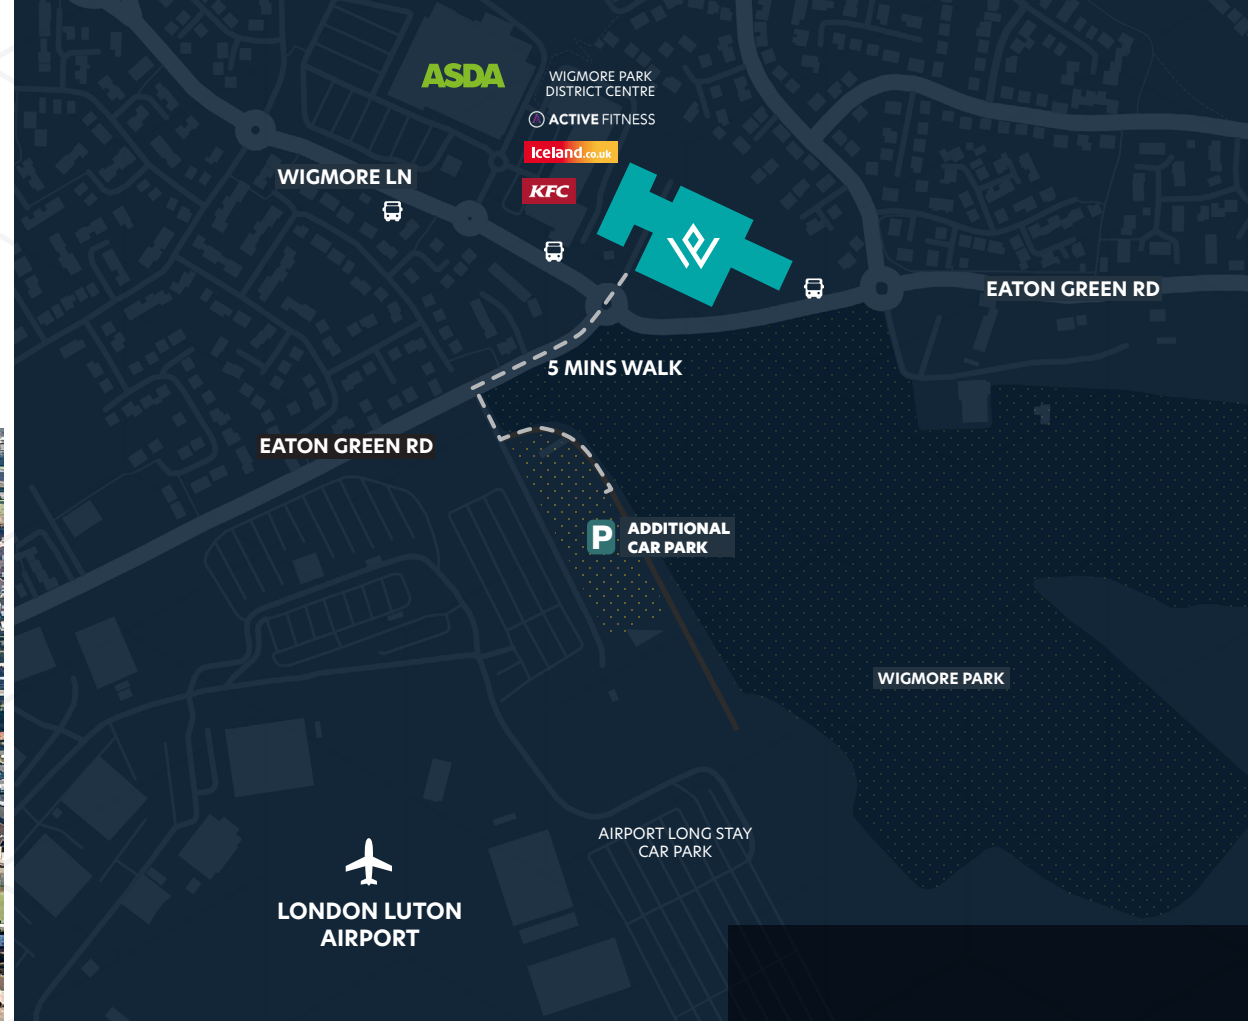 ASDA
WIGMORE PARK
DISTRICT CENTRE
ACTIVE FITNESS
Iceland.co.uk
KFC
WIGMORE LN
EATON GREEN RD
5 MINS WALK
EATON GREEN RD
P
ADDITIONAL
CAR PARK
WIGMORE PARK
AIRPORT LONG STAY
CAR PARK
LONDON LUTON
AIRPORT